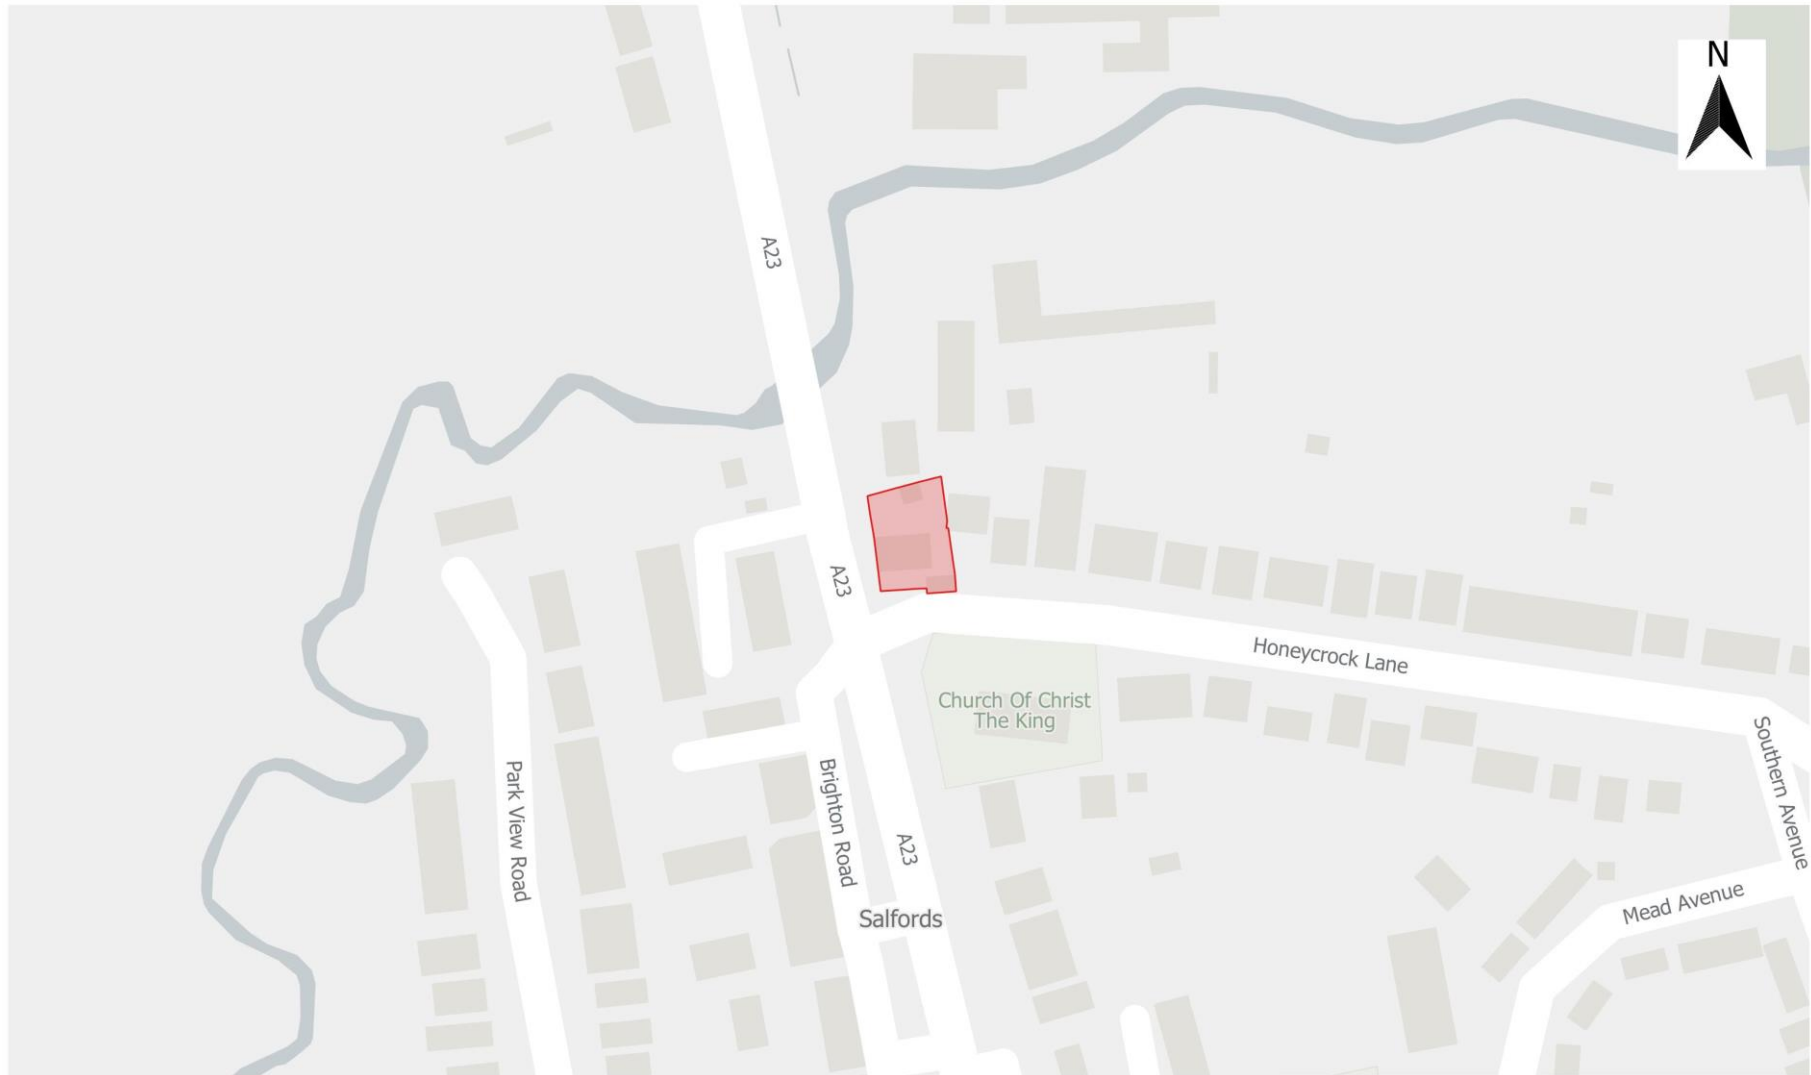 N
A23
A23
Honeycrock Lane
Church Of Christ
The King
Southern Avenue
Park View Road
Brighton Road
A23
Mead Avenue
Salfords